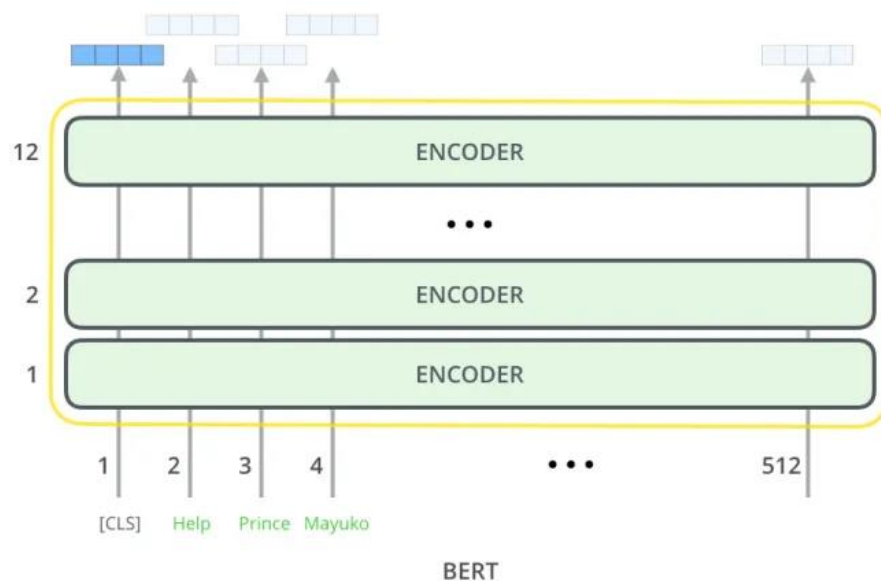 12 ENCODER
...
2 ENCODER
1 ENCODER
1 2 3 4 ... 512
[CLS] Help Prince Mayuko
BERT